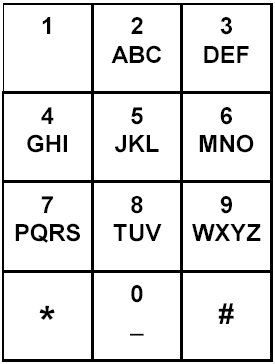 1 2 3
ABC DEF
4 5 6
GHI JKL MNO
7 8 9
PQRS TUV WXYZ
* 0 #
_